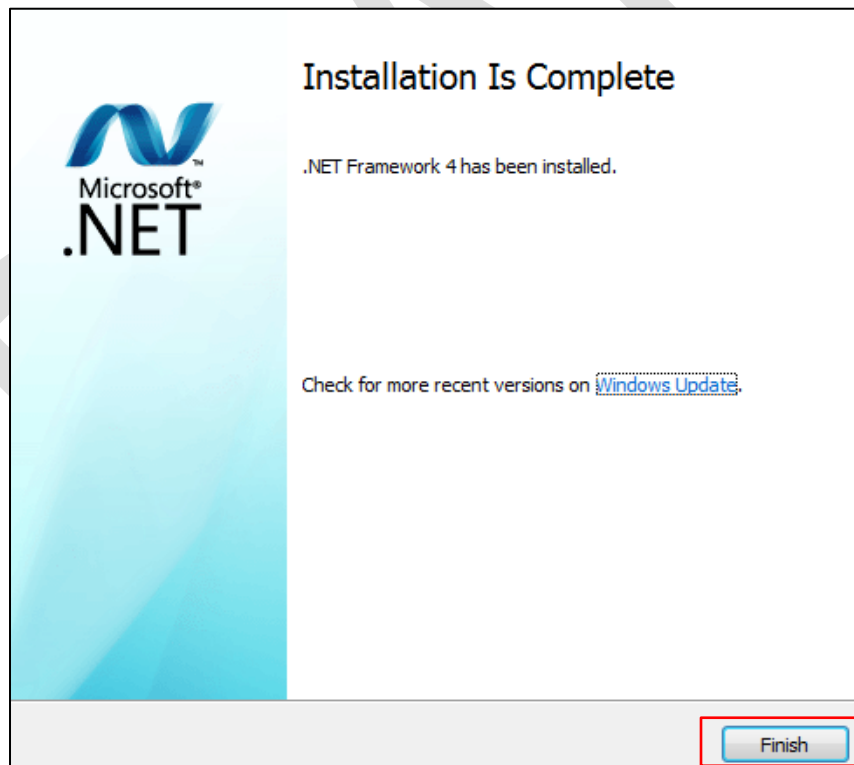 Installation Is Complete
.NET Framework 4 has been installed.
Microsoft®
.NET
Check for more recent versions on Windows Update.
Finish